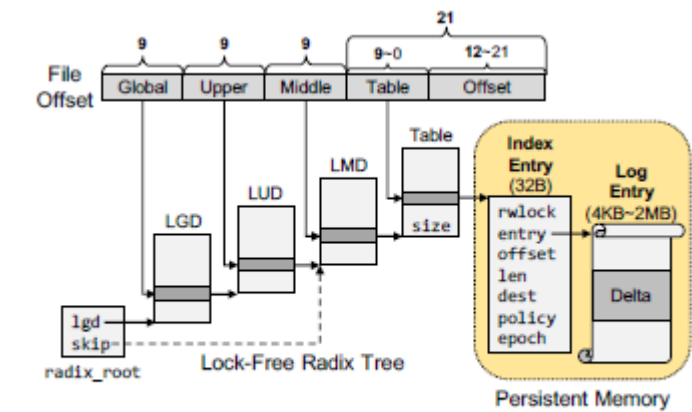 21
9
9
9
9~0
12~21
File
Offset
Global
Upper
Middle
Table
Offset
Table
LMD
LUD
LGD
size
Index
Entry
(32B)
rwlock
entry
offset
len
dest
policy
epoch
Log
Entry
(4KB~2MB)
Delta
lgd
skip
radix_root
Lock-Free Radix Tree
Persistent Memory